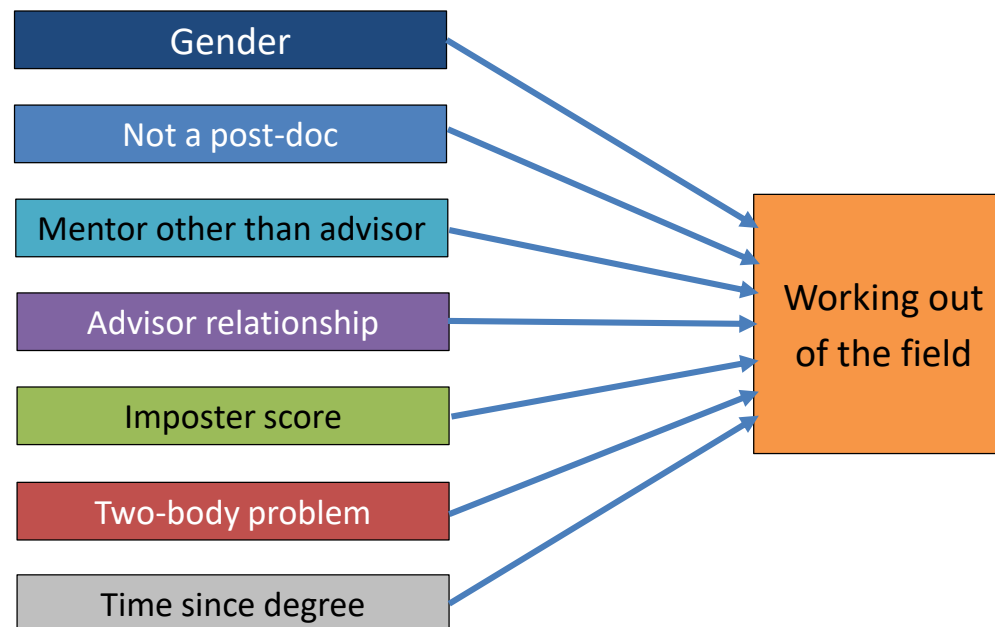 Gender
Not a post-doc
Mentor other than advisor
Advisor relationship
Imposter score
Two-body problem
Time since degree
Working out
of the field